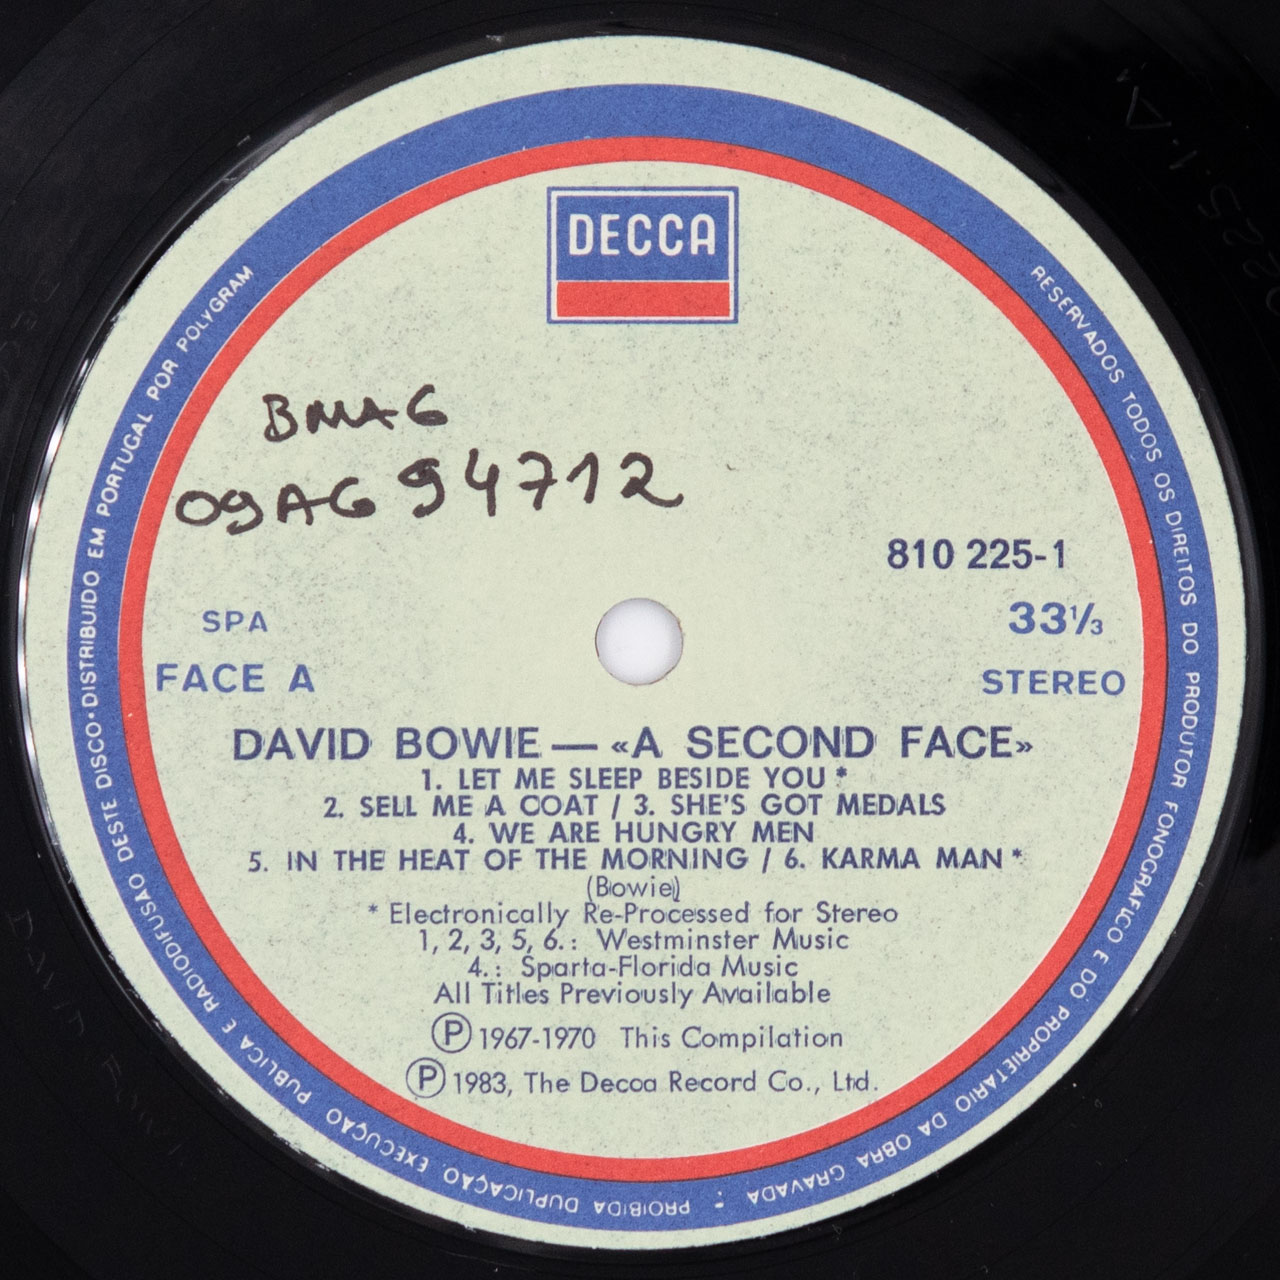 DECCA
RESERVADOS TODOS OS DIREITOS DO PRODUTOR FONOGRAFICO E DO PROPRIETARIO DA OBRA GRAVADA - PROIBIDA DUPLICAÇAO, EXECUÇAO PUBLICA E RADIODIFUSAO DESTE DISCO • DISTRIBUIDO EM PORTUGAL POR POLYGRAM
BMAG
09AG 94712
810 225-1
SPA
33⅓
FACE A
STEREO
DAVID BOWIE — «A SECOND FACE»
1. LET ME SLEEP BESIDE YOU *
2. SELL ME A COAT / 3. SHE'S GOT MEDALS
4. WE ARE HUNGRY MEN
5. IN THE HEAT OF THE MORNING / 6. KARMA MAN *
(Bowie)
* Electronically Re-Processed for Stereo
1, 2, 3, 5, 6.: Westminster Music
4.: Sparta-Florida Music
All Titles Previously Available
Ⓟ 1967-1970 This Compilation
Ⓟ 1983, The Decca Record Co., Ltd.